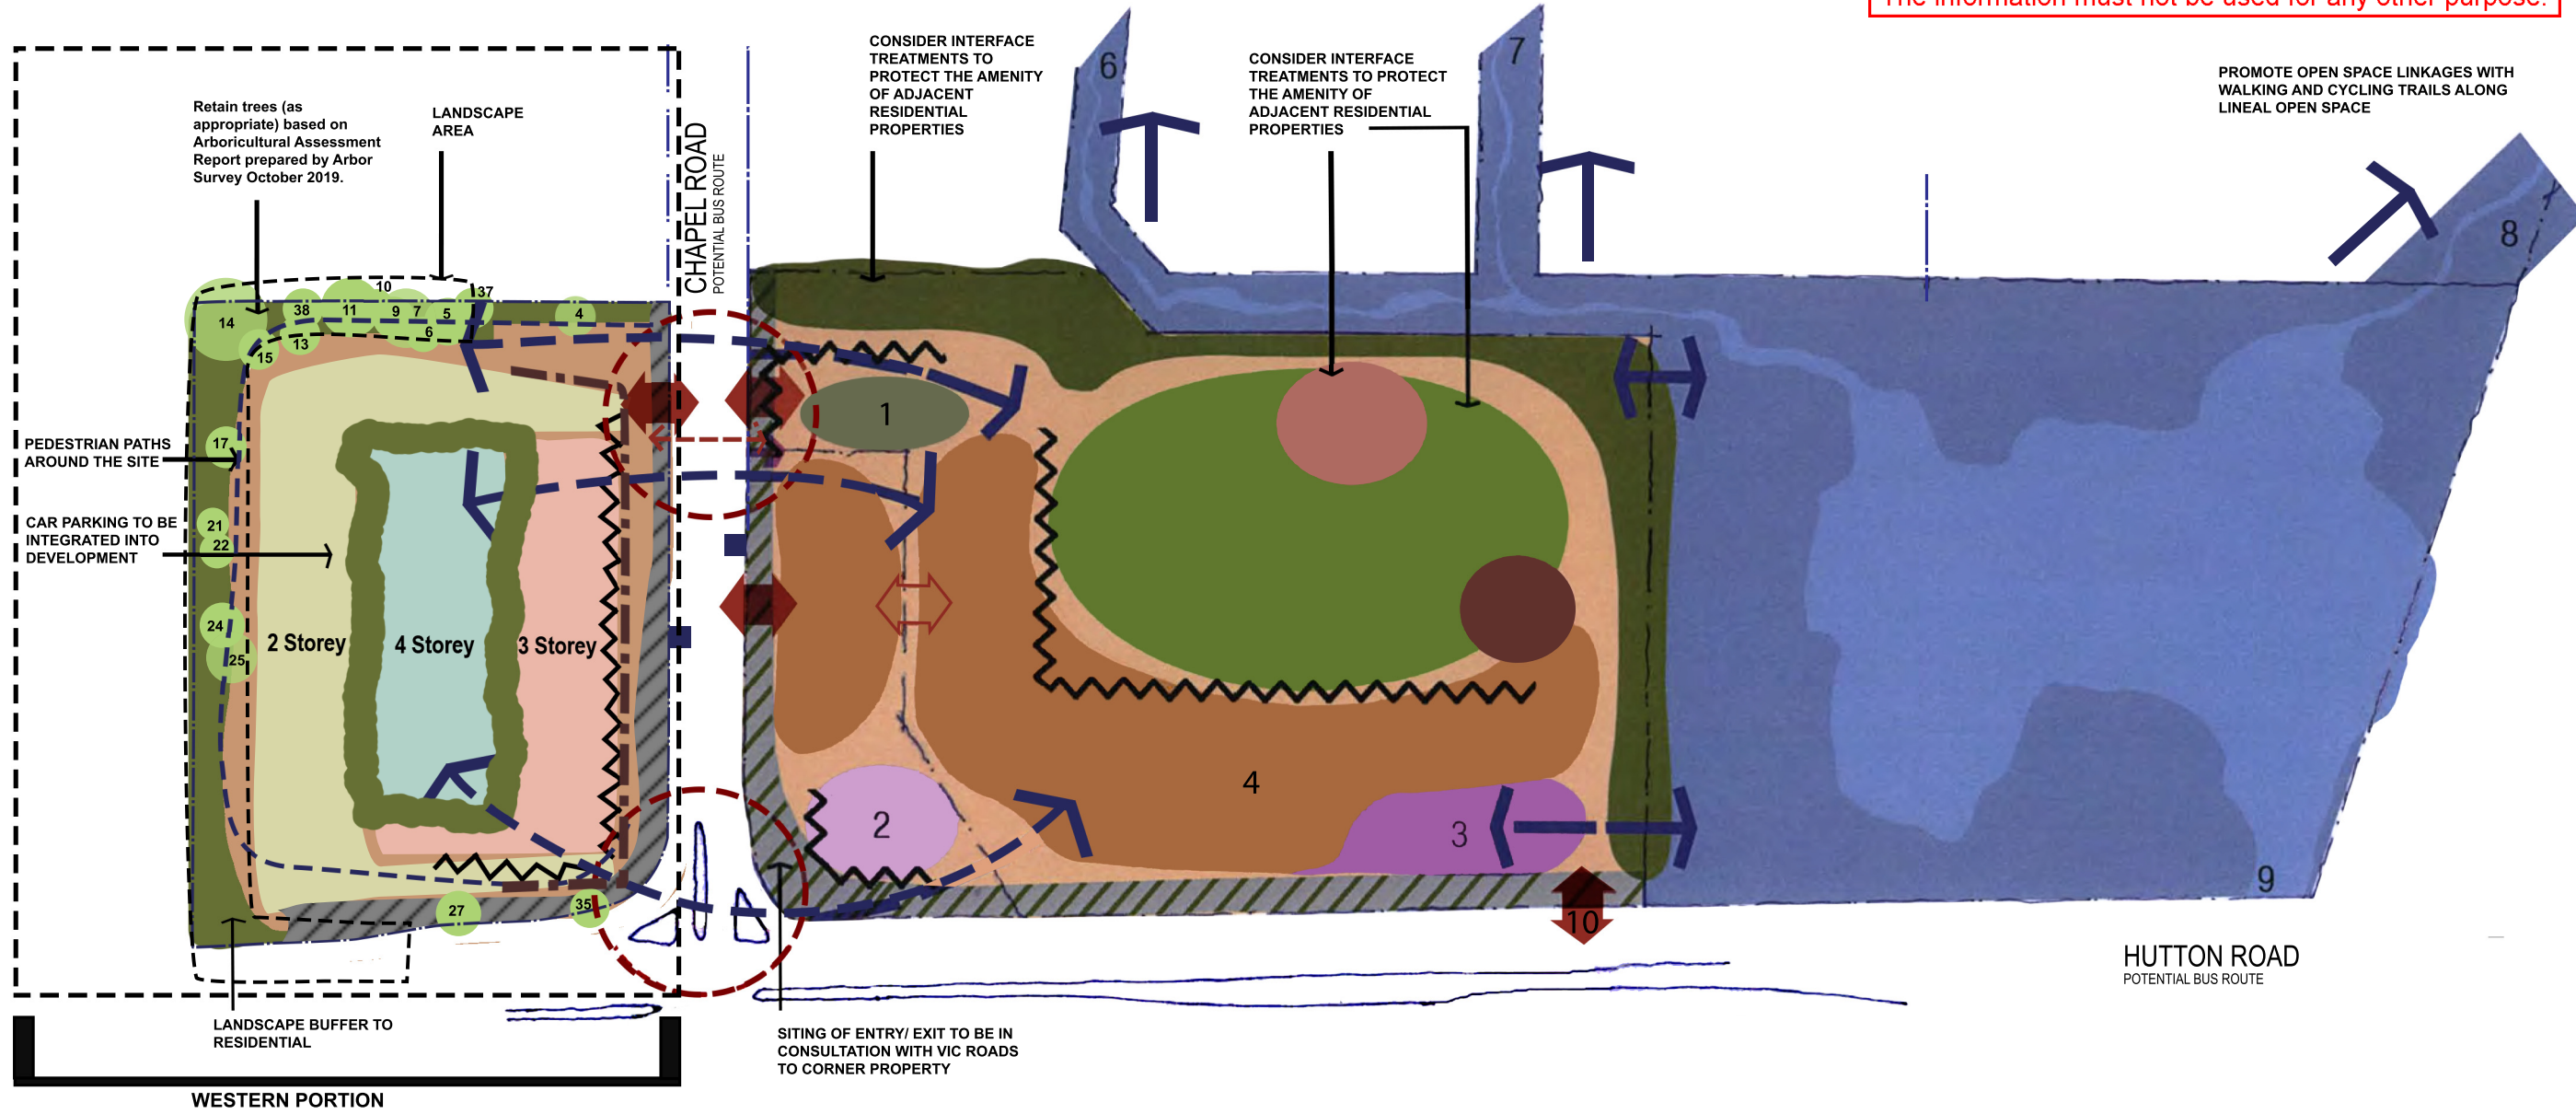 The information must not be used for any other purpose.
Retain trees (as
appropriate) based on
Arboricultural Assessment
Report prepared by Arbor
Survey October 2019.
LANDSCAPE
AREA
CONSIDER INTERFACE
TREATMENTS TO
PROTECT THE AMENITY
OF ADJACENT
RESIDENTIAL
PROPERTIES
CONSIDER INTERFACE
TREATMENTS TO PROTECT
THE AMENITY OF
ADJACENT RESIDENTIAL
PROPERTIES
PROMOTE OPEN SPACE LINKAGES WITH
WALKING AND CYCLING TRAILS ALONG
LINEAL OPEN SPACE
6
7
8
CHAPEL ROAD
POTENTIAL BUS ROUTE
10
37
14
38
11
9
7
5
4
6
13
15
17
21
22
24
25
27
35
PEDESTRIAN PATHS
AROUND THE SITE
CAR PARKING TO BE
INTEGRATED INTO
DEVELOPMENT
2 Storey
4 Storey
3 Storey
1
2
3
4
9
10
HUTTON ROAD
POTENTIAL BUS ROUTE
LANDSCAPE BUFFER TO
RESIDENTIAL
SITING OF ENTRY/ EXIT TO BE IN
CONSULTATION WITH VIC ROADS
TO CORNER PROPERTY
WESTERN PORTION